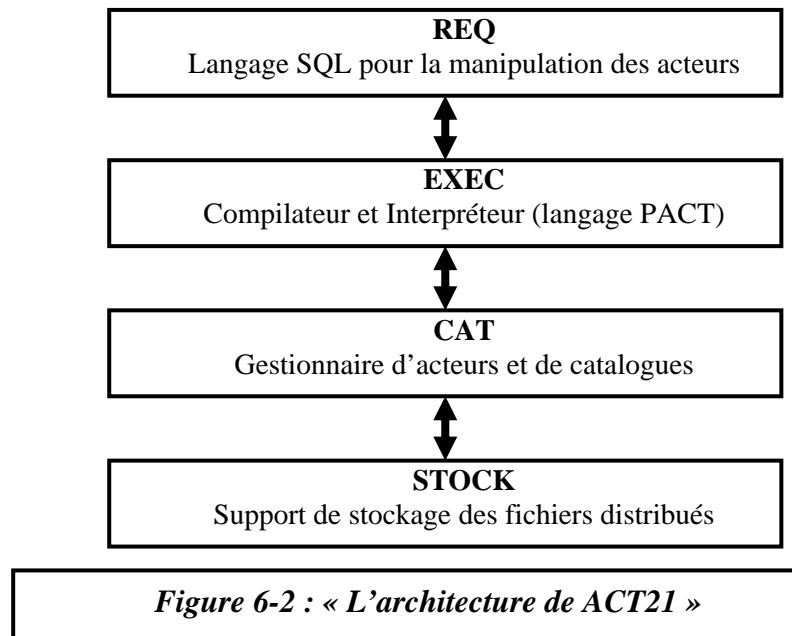 REQ
Langage SQL pour la manipulation des acteurs
EXEC
Compilateur et Interpréteur (langage PACT)
CAT
Gestionnaire d’acteurs et de catalogues
STOCK
Support de stockage des fichiers distribués
Figure 6-2 : « L’architecture de ACT21 »